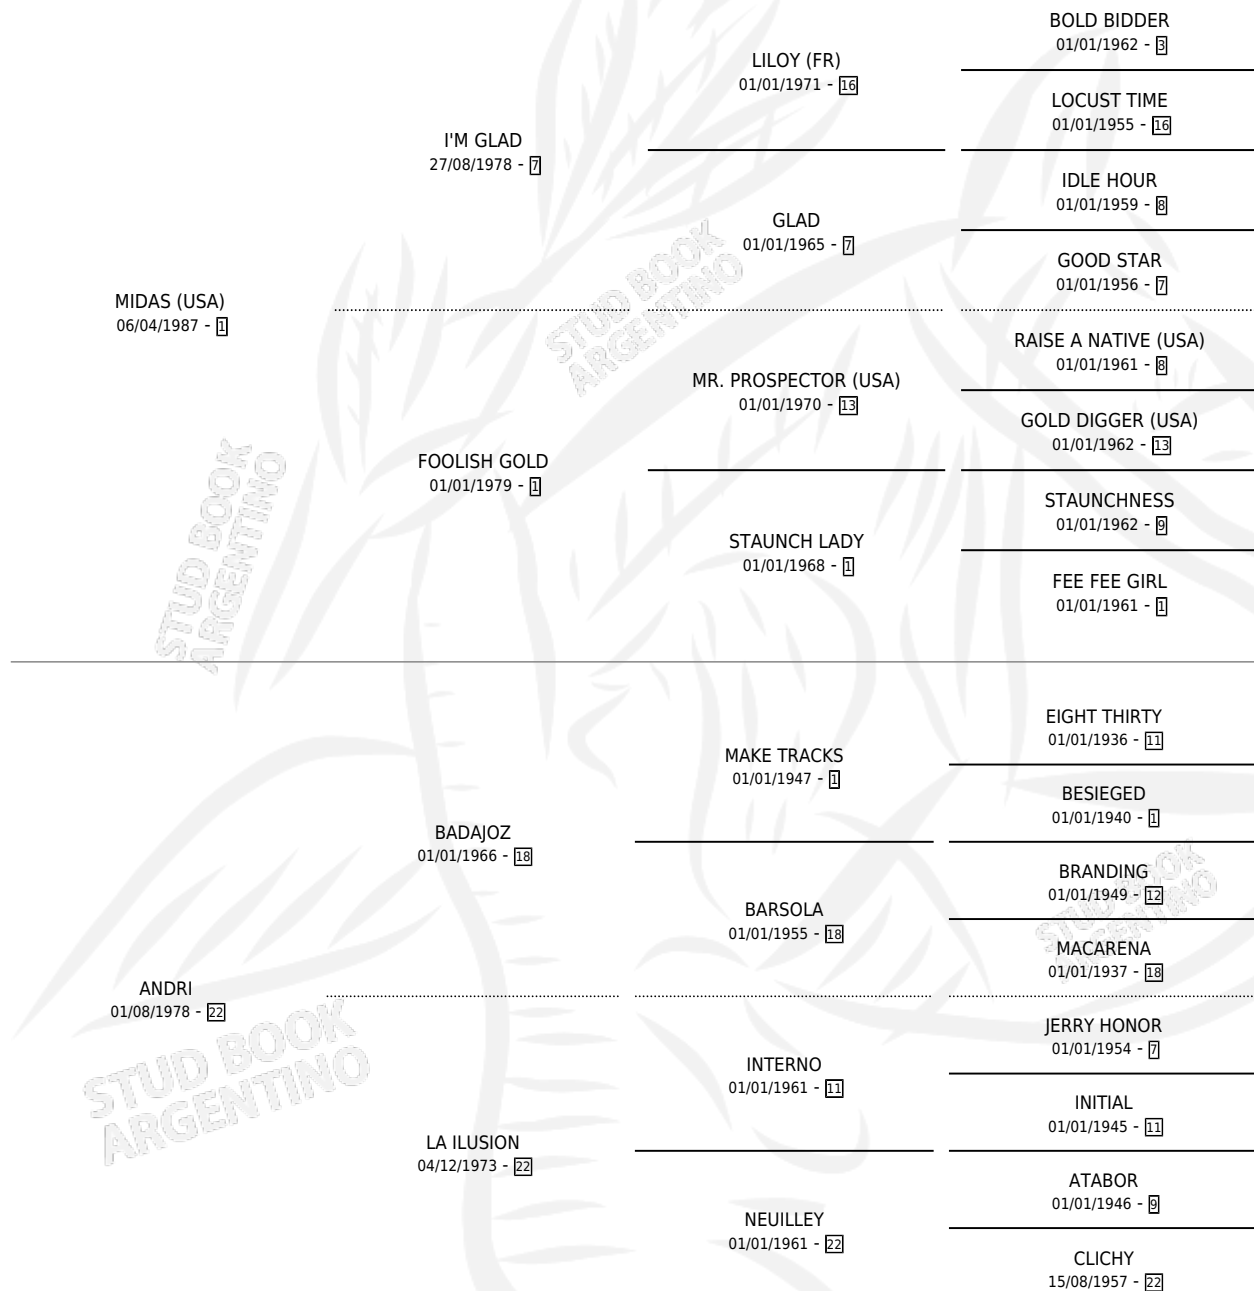 BOLD BIDDER
01/01/1962 - 3
LILOY (FR)
01/01/1971 - 16
LOCUST TIME
01/01/1955 - 16
I'M GLAD
27/08/1978 - 7
IDLE HOUR
01/01/1959 - 8
GLAD
01/01/1965 - 7
GOOD STAR
01/01/1956 - 7
MIDAS (USA)
06/04/1987 - 1
RAISE A NATIVE (USA)
01/01/1961 - 8
MR. PROSPECTOR (USA)
01/01/1970 - 13
GOLD DIGGER (USA)
01/01/1962 - 13
FOOLISH GOLD
01/01/1979 - 1
STAUNCHNESS
01/01/1962 - 9
STAUNCH LADY
01/01/1968 - 1
FEE FEE GIRL
01/01/1961 - 1
EIGHT THIRTY
01/01/1936 - 11
MAKE TRACKS
01/01/1947 - 1
BESIEGED
01/01/1940 - 1
BADAJOZ
01/01/1966 - 18
BRANDING
01/01/1949 - 12
BARSOLA
01/01/1955 - 18
MACARENA
01/01/1937 - 18
ANDRI
01/08/1978 - 22
JERRY HONOR
01/01/1954 - 7
INTERNO
01/01/1961 - 11
INITIAL
01/01/1945 - 11
LA ILUSION
04/12/1973 - 22
ATABOR
01/01/1946 - 9
NEUILLEY
01/01/1961 - 22
CLICHY
15/08/1957 - 22
STUD BOOK
ARGENTINO
STUD BOOK
ARGENTINO
STUD BOOK
ARGENTINO
STUD BOOK
ARGENTINO